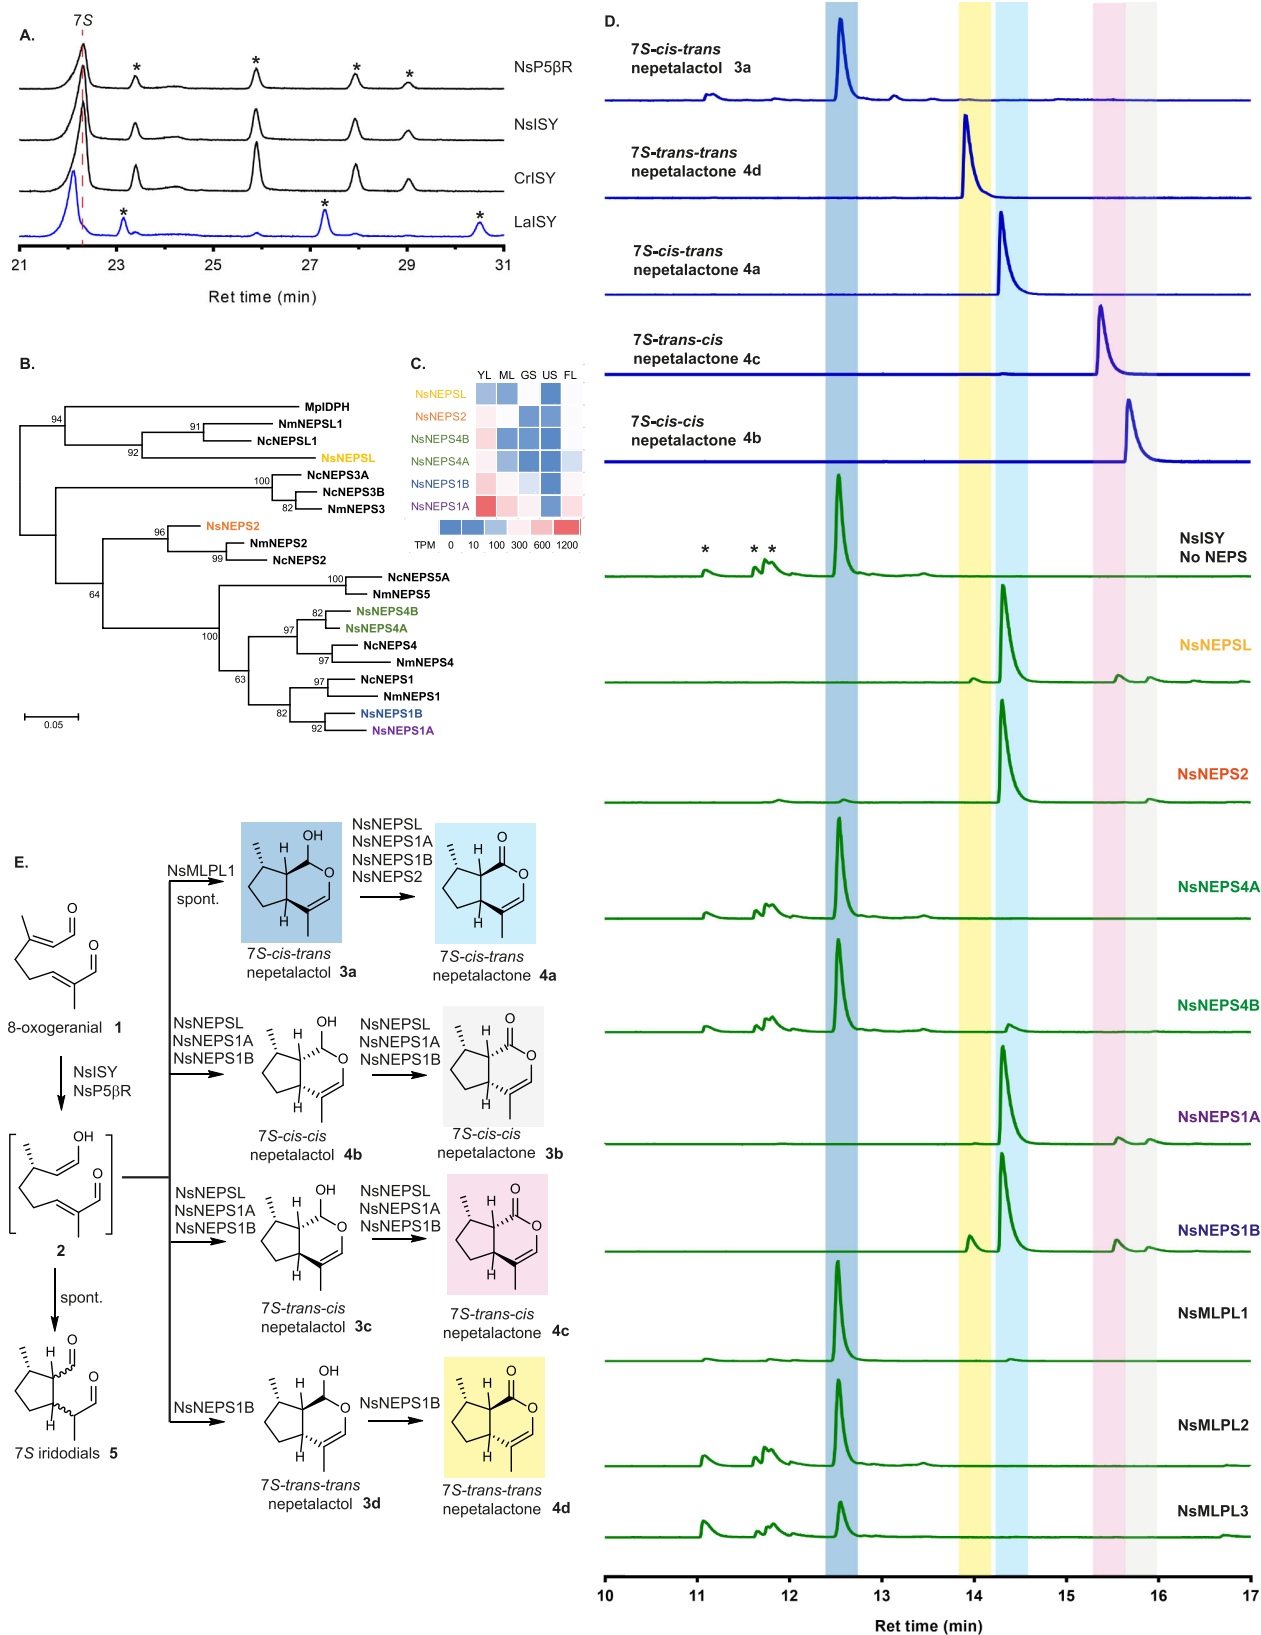 A.
7S
* * * *
NsP5βR
NsISY
CrISY
* * *
LaISY
21 23 25 27 29 31
Ret time (min)
B.
94
MpIDPH
91
NmNEPSL1
NcNEPSL1
92
NsNEPSL
100
NcNEPS3A
NcNEPS3B
82
NmNEPS3
96
NsNEPS2
NmNEPS2
99
NcNEPS2
64
100
NcNEPS5A
NmNEPS5
82
NsNEPS4B
97
NsNEPS4A
100
NcNEPS4
97
NmNEPS4
63
97
NcNEPS1
NmNEPS1
82
NsNEPS1B
92
NsNEPS1A
0.05
C.
YL ML GS US FL
NsNEPSL
NsNEPS2
NsNEPS4B
NsNEPS4A
NsNEPS1B
NsNEPS1A
TPM 0 10 100 300 600 1200
D.
7S-cis-trans
nepetalactol 3a
7S-trans-trans
nepetalactone 4d
7S-cis-trans
nepetalactone 4a
7S-trans-cis
nepetalactone 4c
7S-cis-cis
nepetalactone 4b
* * *
NsISY
No NEPS
NsNEPSL
NsNEPS2
NsNEPS4A
NsNEPS4B
NsNEPS1A
NsNEPS1B
NsMLPL1
NsMLPL2
NsMLPL3
10 11 12 13 14 15 16 17
Ret time (min)
E.
O
O
8-oxogeranial 1
NsISY
NsP5βR
OH
O
2
spont.
H
O
O
H
7S iridodials 5
NsMLPL1
spont.
OH
H
O
H
7S-cis-trans
nepetalactol 3a
NsNEPSL
NsNEPS1A
NsNEPS1B
NsNEPS2
O
H
O
H
7S-cis-trans
nepetalactone 4a
NsNEPSL
NsNEPS1A
NsNEPS1B
OH
H
O
H
7S-cis-cis
nepetalactol 4b
NsNEPSL
NsNEPS1A
NsNEPS1B
O
H
O
H
7S-cis-cis
nepetalactone 3b
NsNEPSL
NsNEPS1A
NsNEPS1B
OH
H
O
H
7S-trans-cis
nepetalactol 3c
NsNEPSL
NsNEPS1A
NsNEPS1B
O
H
O
H
7S-trans-cis
nepetalactone 4c
NsNEPS1B
OH
H
O
H
7S-trans-trans
nepetalactol 3d
NsNEPS1B
O
H
O
H
7S-trans-trans
nepetalactone 4d